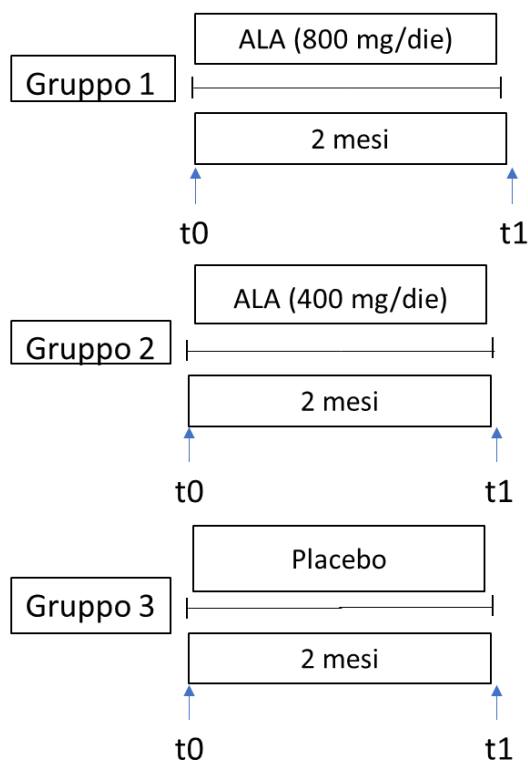 ALA (800 mg/die)
Gruppo 1
2 mesi
t0 t1
ALA (400 mg/die)
Gruppo 2
2 mesi
t0 t1
Placebo
Gruppo 3
2 mesi
t0 t1